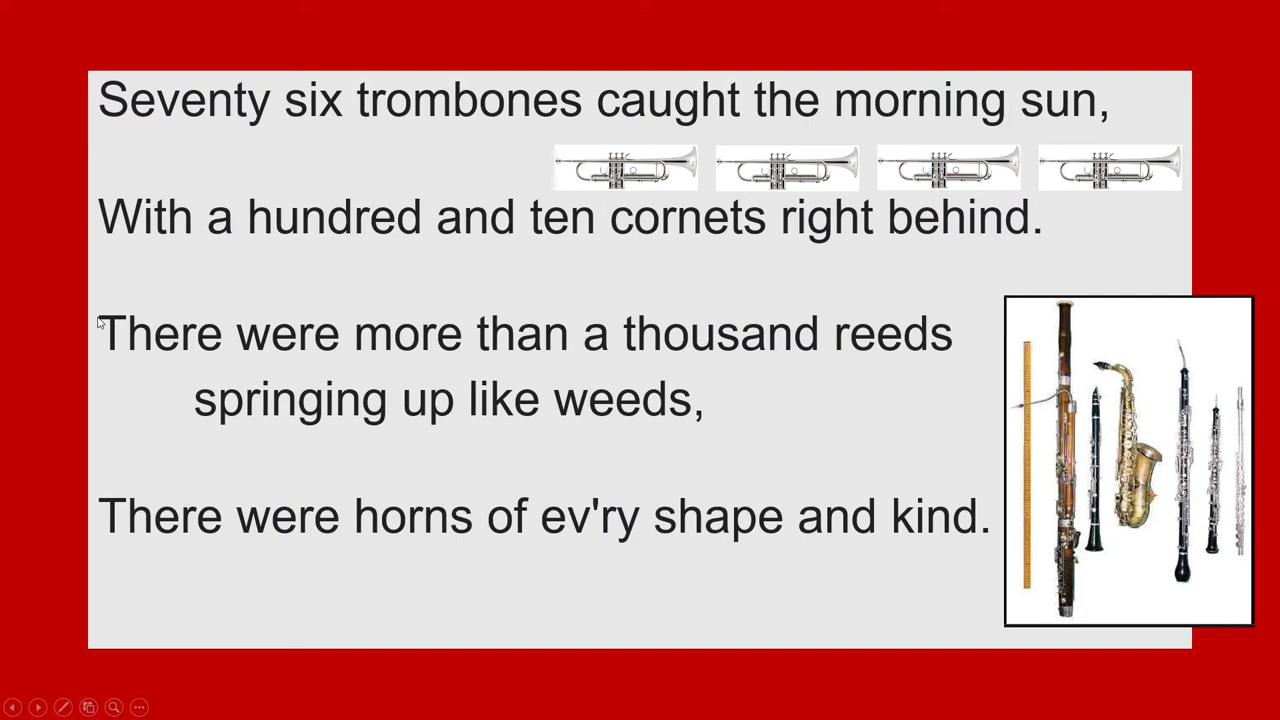 Seventy six trombones caught the morning sun,
With a hundred and ten cornets right behind.
There were more than a thousand reeds
springing up like weeds,
There were horns of ev'ry shape and kind.